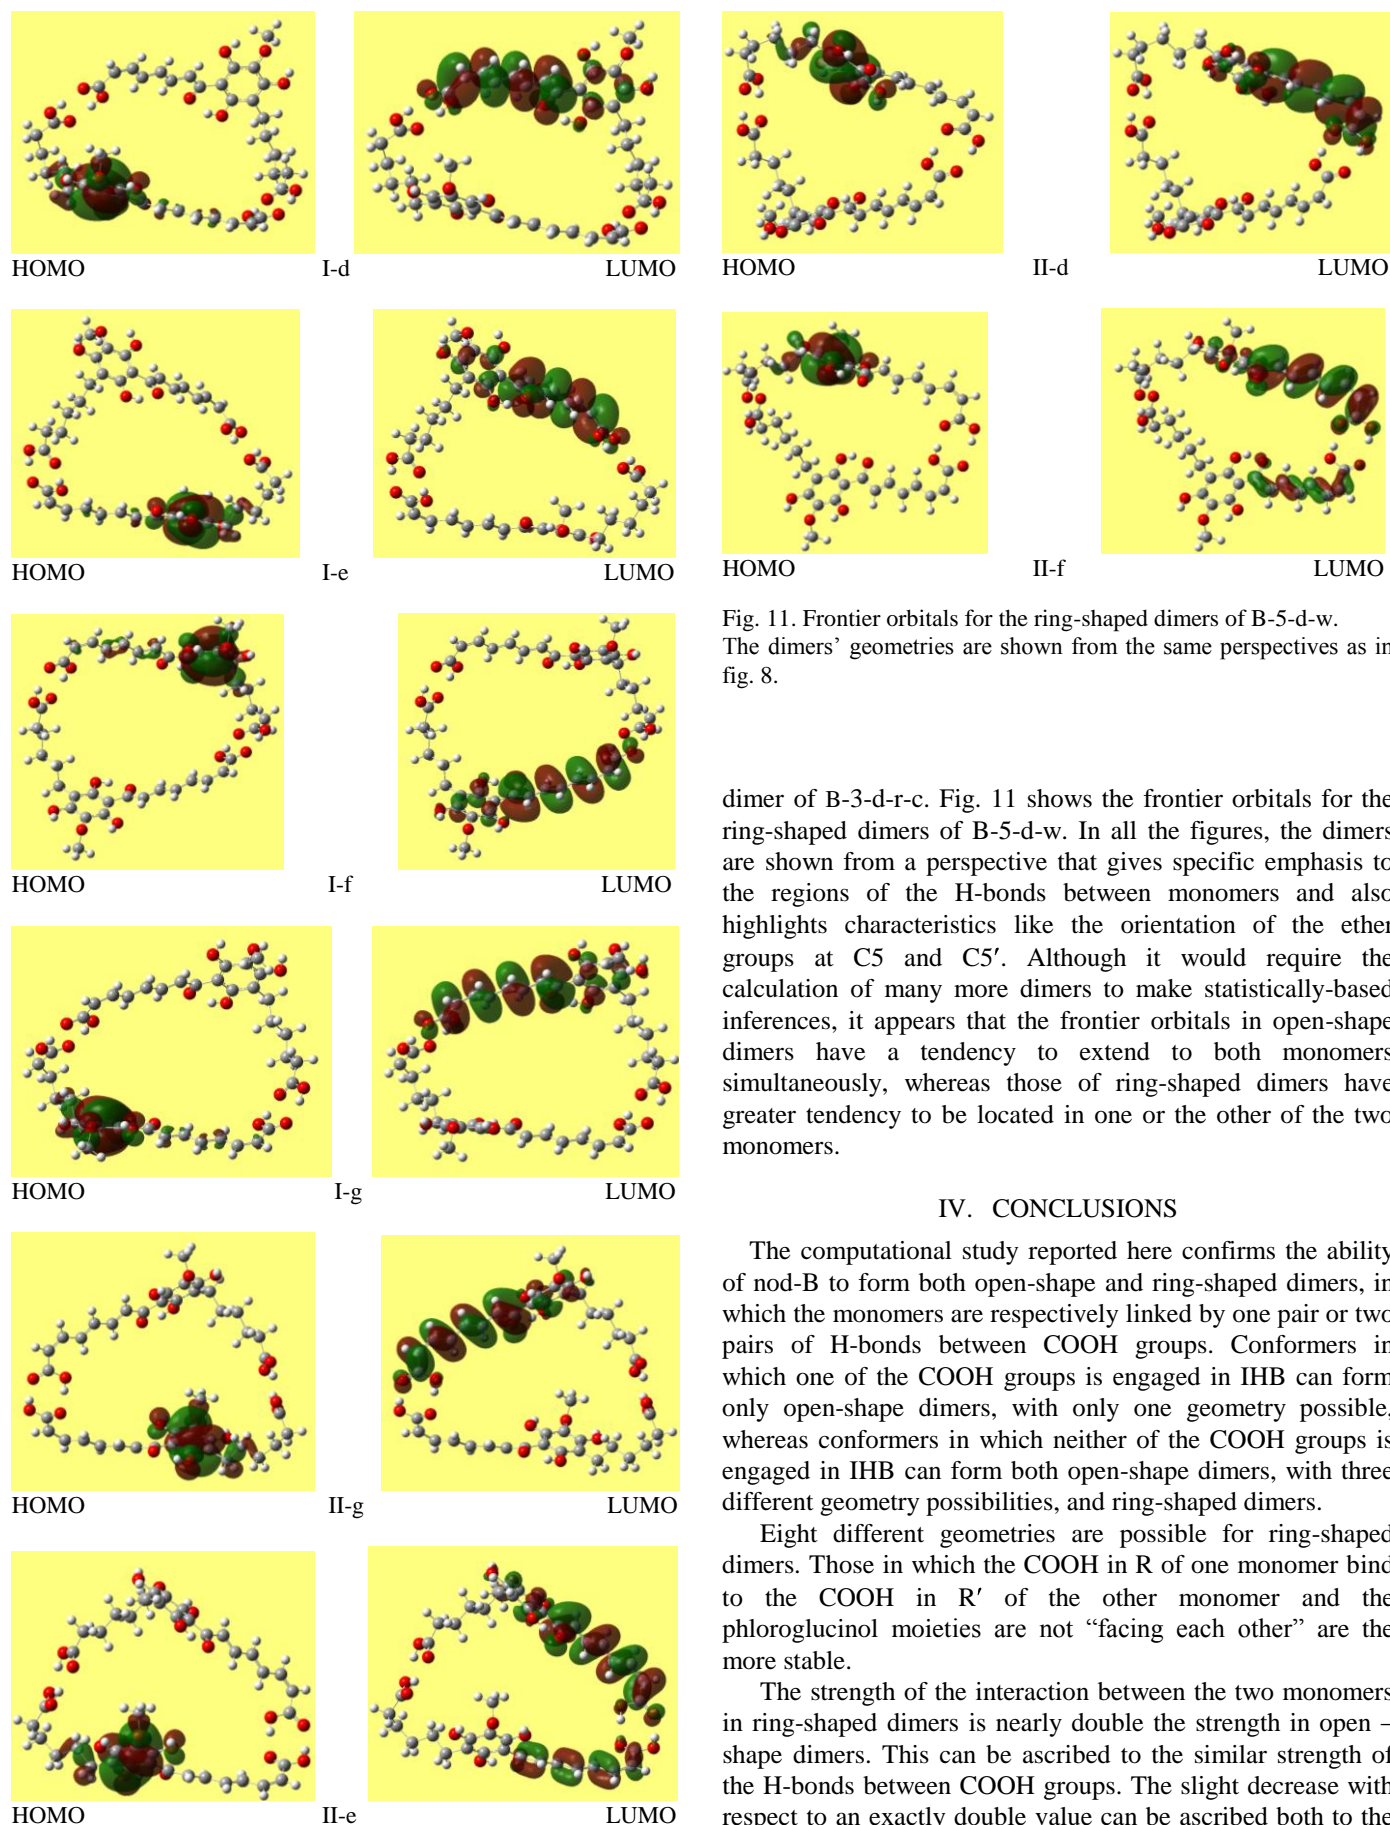 HOMO I-d LUMO
HOMO I-e LUMO
HOMO I-f LUMO
HOMO I-g LUMO
HOMO II-g LUMO
HOMO II-e LUMO
HOMO II-d LUMO
HOMO II-f LUMO
Fig. 11. Frontier orbitals for the ring-shaped dimers of B-5-d-w.
The dimers’ geometries are shown from the same perspectives as in
fig. 8.
dimer of B-3-d-r-c. Fig. 11 shows the frontier orbitals for the
ring-shaped dimers of B-5-d-w. In all the figures, the dimers
are shown from a perspective that gives specific emphasis to
the regions of the H-bonds between monomers and also
highlights characteristics like the orientation of the ether
groups at C5 and C5′. Although it would require the
calculation of many more dimers to make statistically-based
inferences, it appears that the frontier orbitals in open-shape
dimers have a tendency to extend to both monomers
simultaneously, whereas those of ring-shaped dimers have
greater tendency to be located in one or the other of the two
monomers.
IV. CONCLUSIONS
The computational study reported here confirms the ability
of nod-B to form both open-shape and ring-shaped dimers, in
which the monomers are respectively linked by one pair or two
pairs of H-bonds between COOH groups. Conformers in
which one of the COOH groups is engaged in IHB can form
only open-shape dimers, with only one geometry possible,
whereas conformers in which neither of the COOH groups is
engaged in IHB can form both open-shape dimers, with three
different geometry possibilities, and ring-shaped dimers.
Eight different geometries are possible for ring-shaped
dimers. Those in which the COOH in R of one monomer bind
to the COOH in R′ of the other monomer and the
phloroglucinol moieties are not “facing each other” are the
more stable.
The strength of the interaction between the two monomers
in ring-shaped dimers is nearly double the strength in open –
shape dimers. This can be ascribed to the similar strength of
the H-bonds between COOH groups. The slight decrease with
respect to an exactly double value can be ascribed both to the